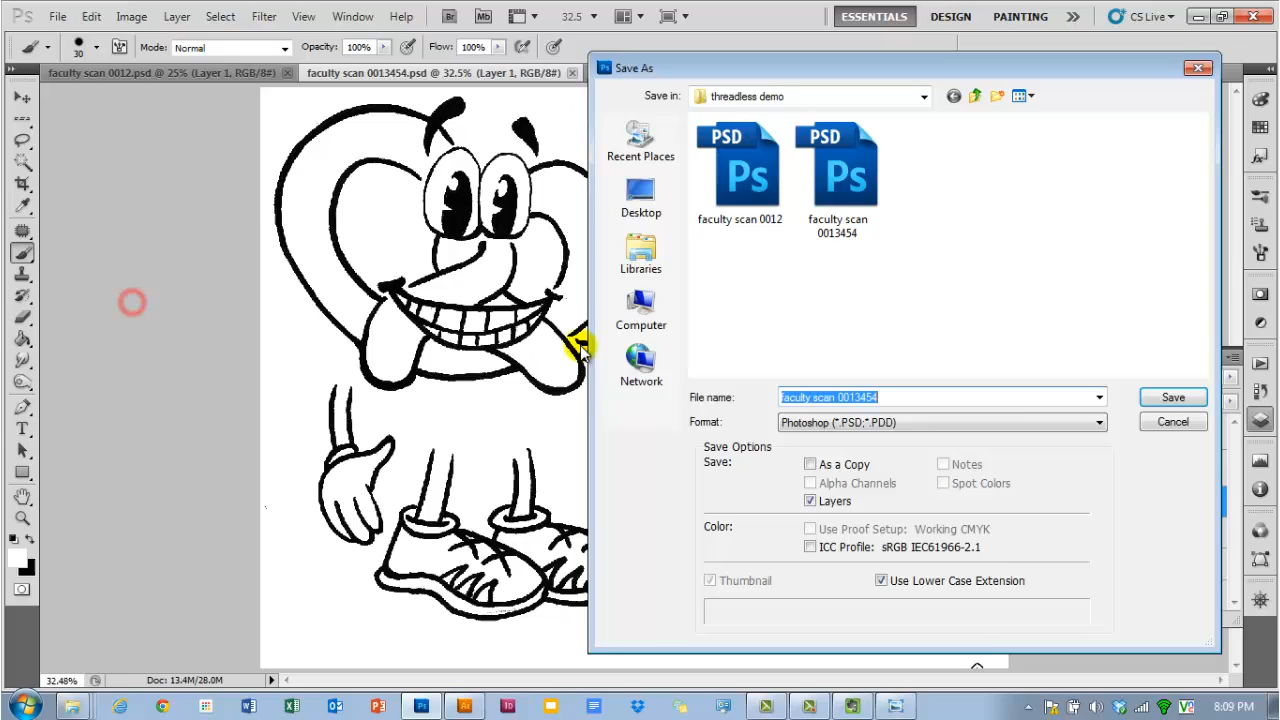 Ps File Edit Image Layer Select Filter View Window Help Br Mb 32.5 ESSENTIALS DESIGN PAINTING CS Live
30 Mode: Normal Opacity: 100% Flow: 100%
faculty scan 0012.psd @ 25% (Layer 1, RGB/8#) faculty scan 0013454.psd @ 32.5% (Layer 1, RGB/8#)
Ps Save As
Save in: threadless demo
Recent Places
Desktop
Libraries
Computer
Network
PSD PSD
Ps Ps
faculty scan 0012 faculty scan
0013454
File name: faculty scan 0013454 Save
Format: Photoshop (*.PSD;*.PDD) Cancel
Save Options
Save: As a Copy Notes
Alpha Channels Spot Colors
Layers
Color: Use Proof Setup: Working CMYK
ICC Profile: sRGB IEC61966-2.1
Thumbnail Use Lower Case Extension
32.48% Doc: 13.4M/28.0M
Ps Ai Id 8:09 PM